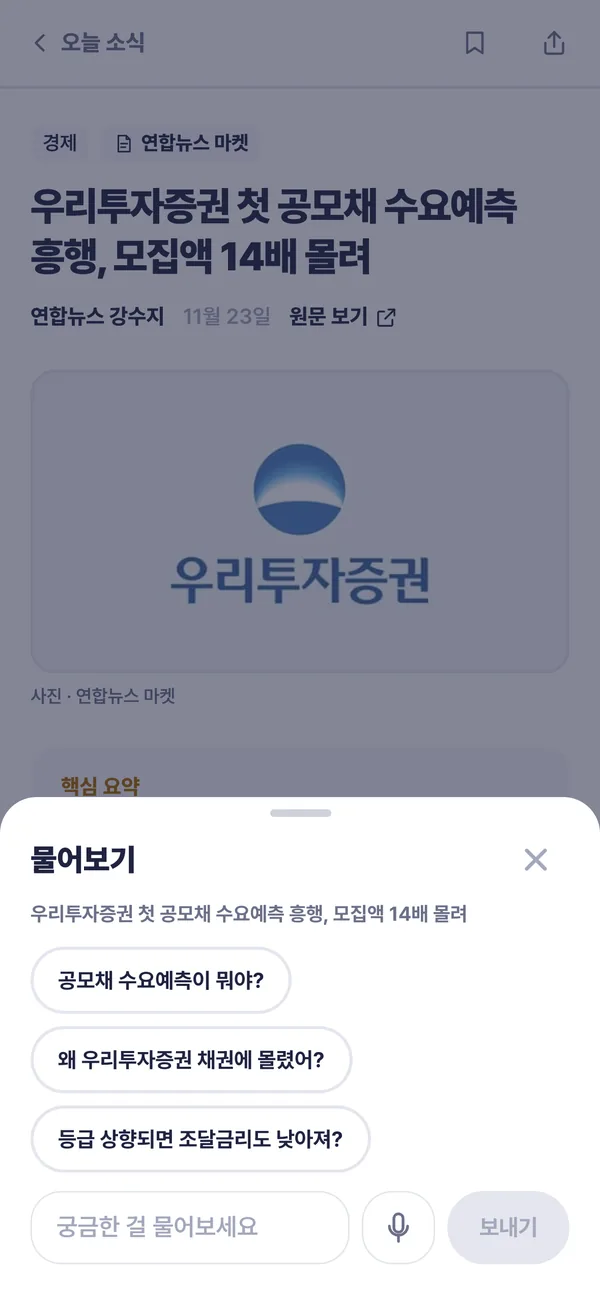 오늘 소식
경제
연합뉴스 마켓
우리투자증권 첫 공모채 수요예측
흥행, 모집액 14배 몰려
연합뉴스 강수지 11월 23일 원문 보기
우리투자증권
사진 · 연합뉴스 마켓
핵심 요약
물어보기
우리투자증권 첫 공모채 수요예측 흥행, 모집액 14배 몰려
공모채 수요예측이 뭐야?
왜 우리투자증권 채권에 몰렸어?
등급 상향되면 조달금리도 낮아져?
궁금한 걸 물어보세요
보내기